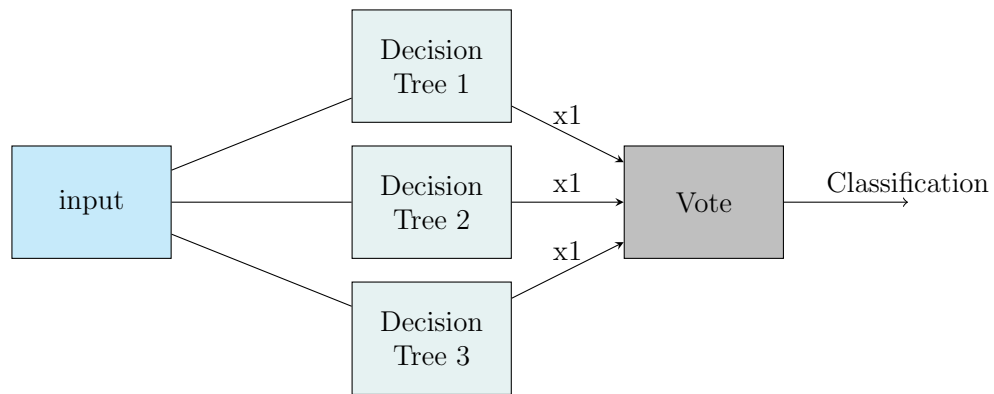 input
Decision
Tree 1
Decision
Tree 2
Decision
Tree 3
x1
x1
x1
Vote
Classification